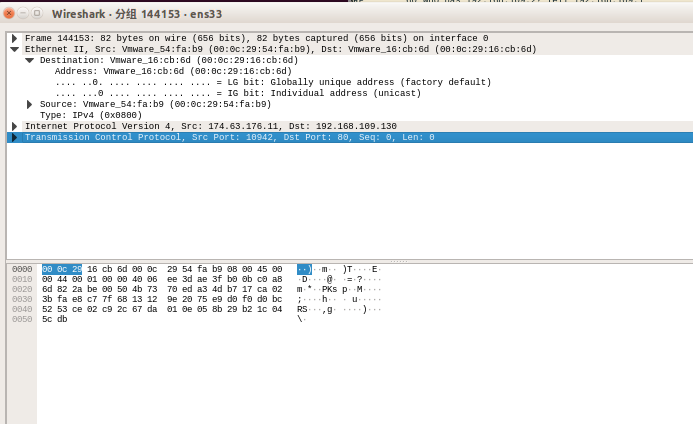 Wireshark · 分组 144153 · ens33
Frame 144153: 82 bytes on wire (656 bits), 82 bytes captured (656 bits) on interface 0
Ethernet II, Src: Vmware_54:fa:b9 (00:0c:29:54:fa:b9), Dst: Vmware_16:cb:6d (00:0c:29:16:cb:6d)
Destination: Vmware_16:cb:6d (00:0c:29:16:cb:6d)
Address: Vmware_16:cb:6d (00:0c:29:16:cb:6d)
.... ..0. .... .... .... .... = LG bit: Globally unique address (factory default)
.... ...0 .... .... .... .... = IG bit: Individual address (unicast)
Source: Vmware_54:fa:b9 (00:0c:29:54:fa:b9)
Type: IPv4 (0x0800)
Internet Protocol Version 4, Src: 174.63.176.11, Dst: 192.168.109.130
Transmission Control Protocol, Src Port: 10942, Dst Port: 80, Seq: 0, Len: 0
0000 00 0c 29 16 cb 6d 00 0c 29 54 fa b9 08 00 45 00 ··)··m·· )T····E·
0010 00 44 00 01 00 00 40 06 ee 3d ae 3f b0 0b c0 a8 ·D····@· ·=·?····
0020 6d 82 2a be 00 50 4b 73 70 ed a3 4d b7 17 ca 02 m·*··PKs p··M····
0030 3b fa e8 c7 7f 68 13 12 9e 20 75 e9 d0 f0 d0 bc ;····h·· · u·····
0040 52 53 ce 02 c9 2c 67 da 01 0e 05 8b 29 b2 1c 04 RS···,g· ····)···
0050 5c db \·